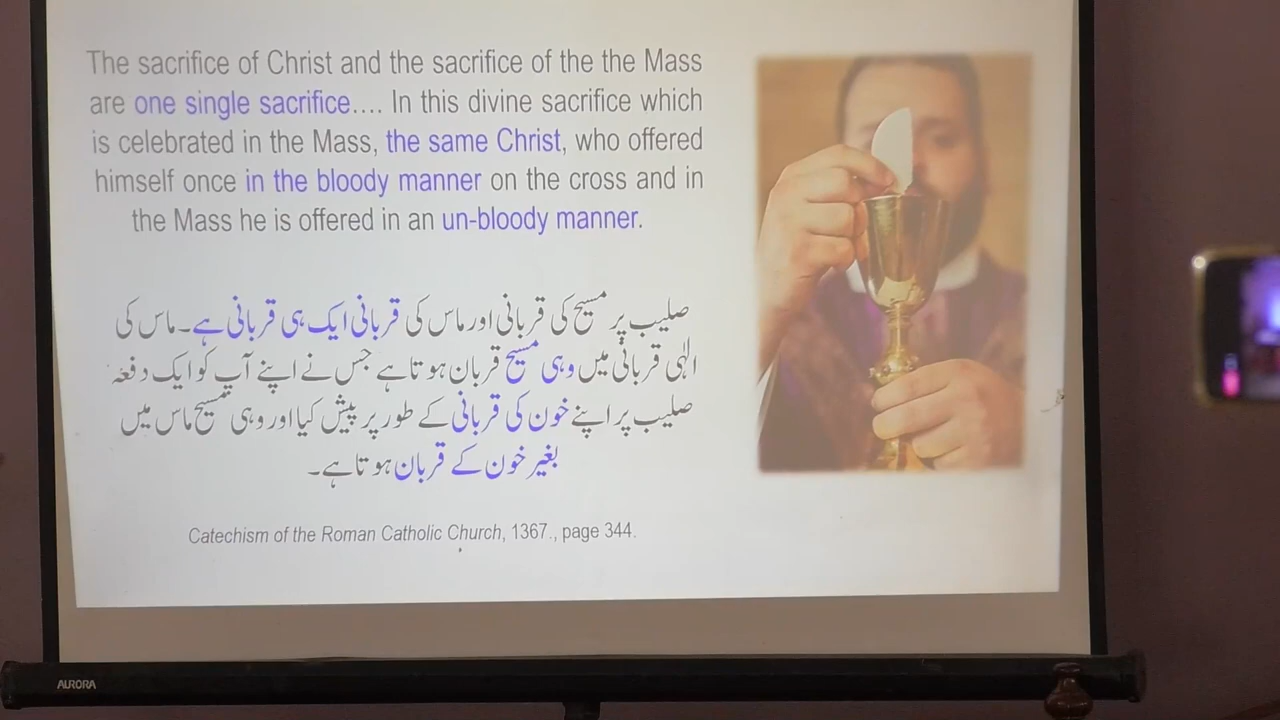 The sacrifice of Christ and the sacrifice of the the Mass
are one single sacrifice.... In this divine sacrifice which
is celebrated in the Mass, the same Christ, who offered
himself once in the bloody manner on the cross and in
the Mass he is offered in an un-bloody manner.
صلیب پر مسیح کی قربانی اور ماس کی قربانی ایک ہی قربانی ہے۔ ماس کی
الٰہی قربانی میں وہی مسیح قربان ہوتا ہے جس نے اپنے آپ کو ایک دفعہ
صلیب پر اپنے خون کی قربانی کے طور پر پیش کیا اور وہی مسیح ماس میں
بغیر خون کے قربان ہوتا ہے۔
Catechism of the Roman Catholic Church, 1367., page 344.
AURORA